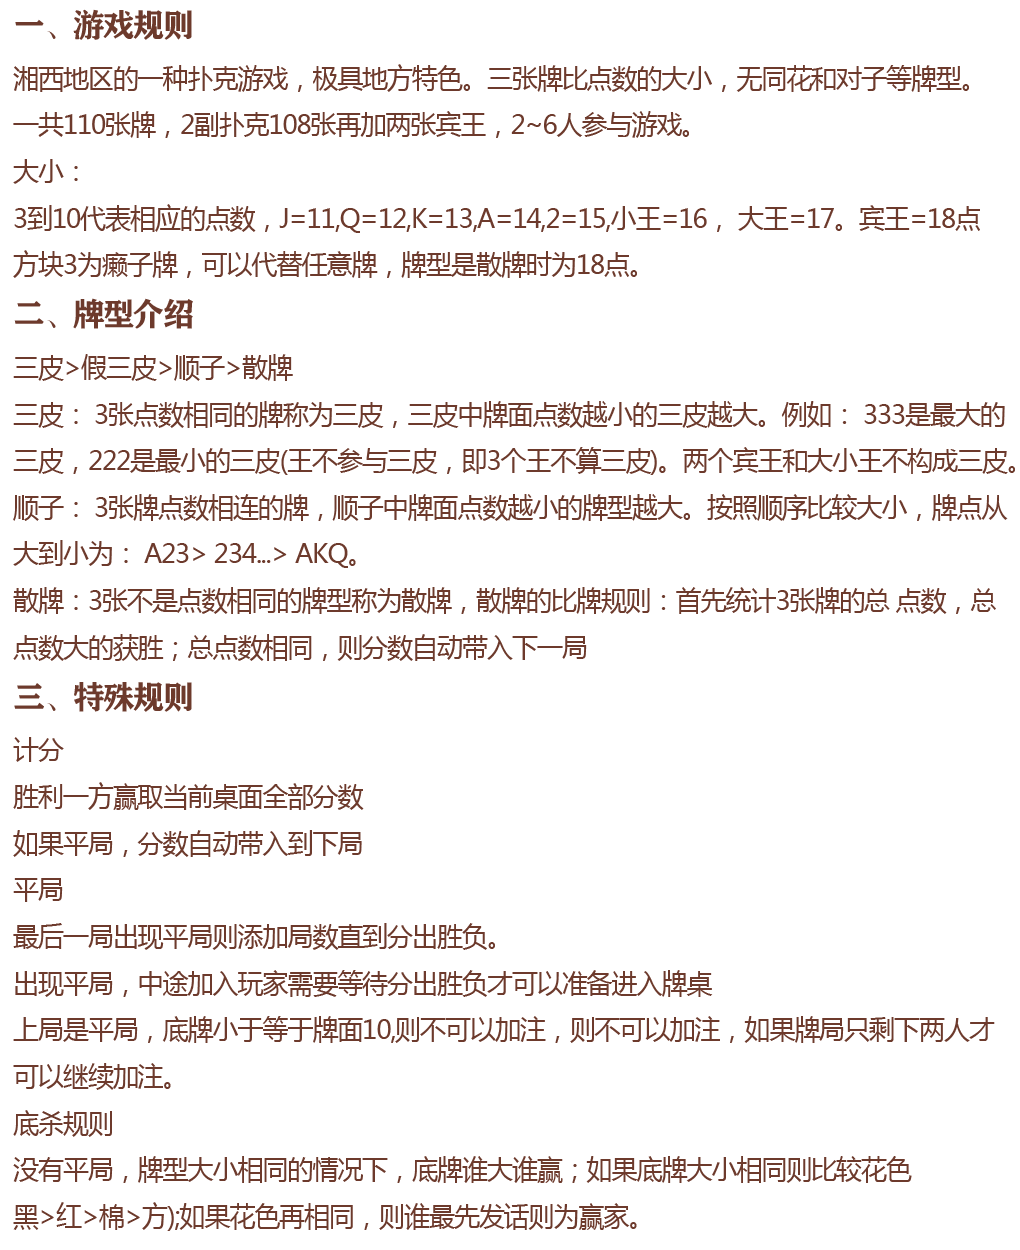 一、游戏规则
湘西地区的一种扑克游戏，极具地方特色。三张牌比点数的大小，无同花和对子等牌型。
一共110张牌，2副扑克108张再加两张宾王，2~6人参与游戏。
大小：
3到10代表相应的点数，J=11,Q=12,K=13,A=14,2=15,小王=16， 大王=17。宾王=18点
方块3为癞子牌，可以代替任意牌，牌型是散牌时为18点。
二、牌型介绍
三皮>假三皮>顺子>散牌
三皮： 3张点数相同的牌称为三皮，三皮中牌面点数越小的三皮越大。例如： 333是最大的
三皮，222是最小的三皮(王不参与三皮，即3个王不算三皮)。两个宾王和大小王不构成三皮。
顺子： 3张牌点数相连的牌，顺子中牌面点数越小的牌型越大。按照顺序比较大小，牌点从
大到小为： A23> 234...> AKQ。
散牌：3张不是点数相同的牌型称为散牌，散牌的比牌规则：首先统计3张牌的总 点数，总
点数大的获胜；总点数相同，则分数自动带入下一局
三、特殊规则
计分
胜利一方赢取当前桌面全部分数
如果平局，分数自动带入到下局
平局
最后一局出现平局则添加局数直到分出胜负。
出现平局，中途加入玩家需要等待分出胜负才可以准备进入牌桌
上局是平局，底牌小于等于牌面10,则不可以加注，则不可以加注，如果牌局只剩下两人才
可以继续加注。
底杀规则
没有平局，牌型大小相同的情况下，底牌谁大谁赢；如果底牌大小相同则比较花色
黑>红>棉>方);如果花色再相同，则谁最先发话则为赢家。